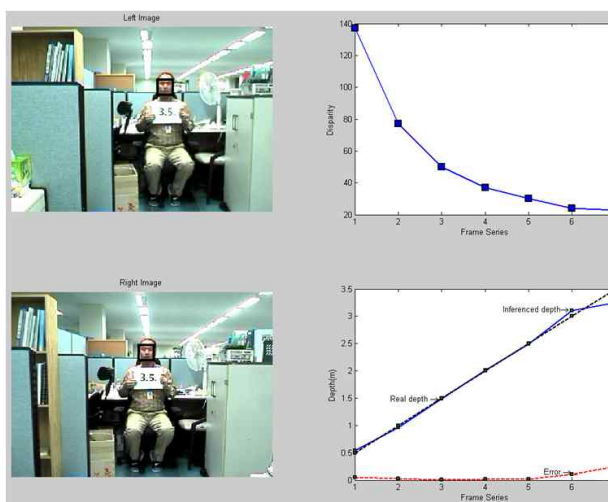 Left Image
3.5.
140
120
100
80
60
40
20
Disparity
1 2 3 4 5 6
Frame Series
Right Image
3.5.
3.5
3
2.5
2
1.5
1
0.5
0
Depth(m)
Inferenced depth
Real depth
Error
1 2 3 4 5 6
Frame Series